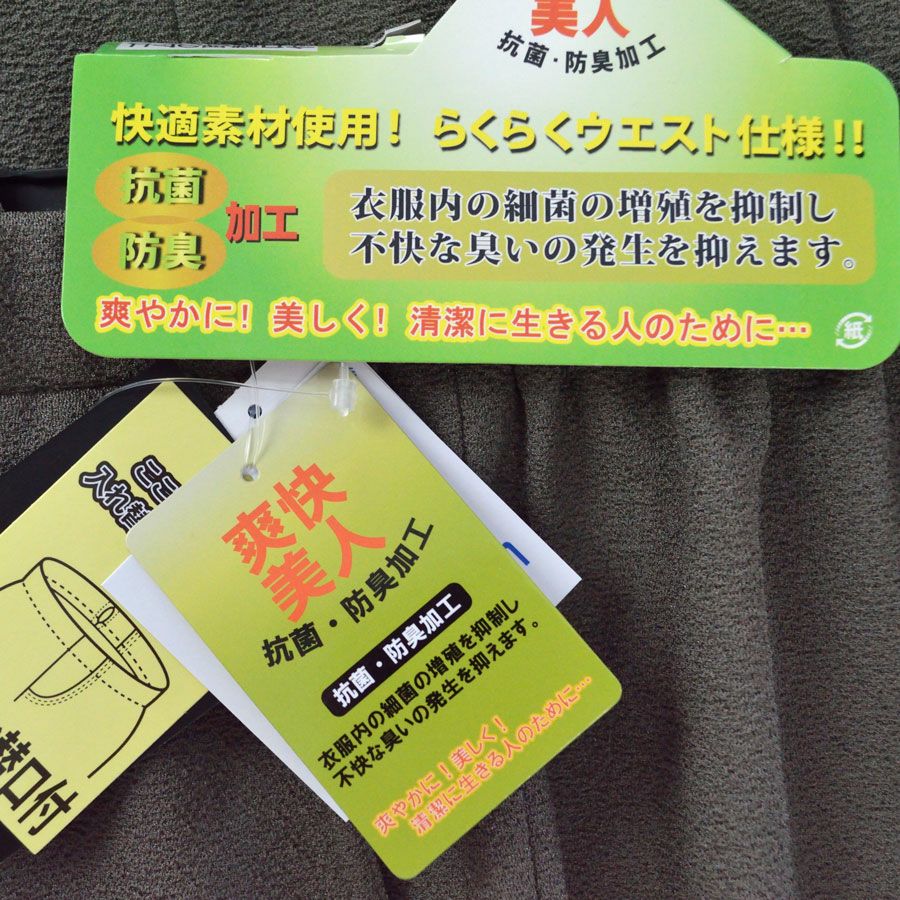 美人
抗菌・防臭加工
快適素材使用! らくらくウエスト仕様!!
抗菌
防臭
加工
衣服内の細菌の増殖を抑制し
不快な臭いの発生を抑えます。
爽やかに! 美しく! 清潔に生きる人のために…
紙
ココ
入れ替
口付
爽快
美人
抗菌・防臭加工
抗菌・防臭加工
衣服内の細菌の増殖を抑制し
不快な臭いの発生を抑えます。
爽やかに! 美しく!
清潔に生きる人のために…